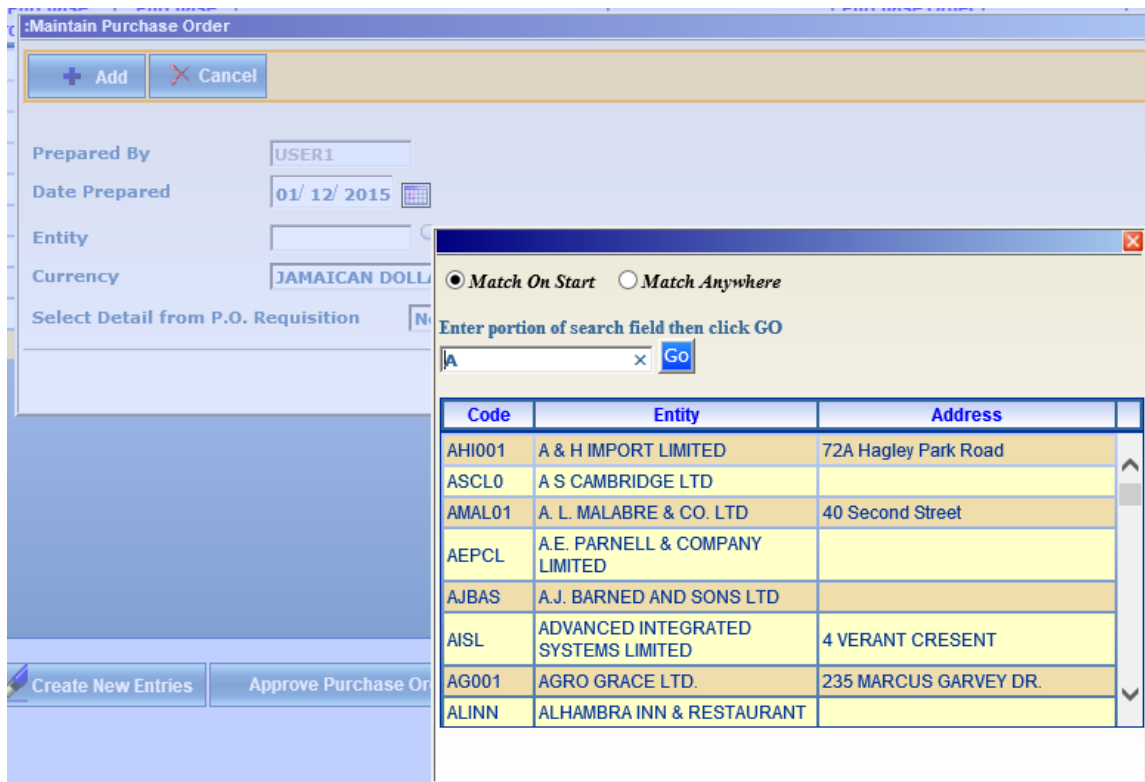 :Maintain Purchase Order
Add Cancel
Prepared By USER1
Date Prepared 01/ 12/ 2015
Entity
Currency JAMAICAN DOLL
Select Detail from P.O. Requisition
Match On Start Match Anywhere
Enter portion of search field then click GO
A × Go
Code Entity Address
AHI001 A & H IMPORT LIMITED 72A Hagley Park Road
ASCL0 A S CAMBRIDGE LTD
AMAL01 A. L. MALABRE & CO. LTD 40 Second Street
AEPCL A.E. PARNELL & COMPANY
LIMITED
AJBAS A.J. BARNED AND SONS LTD
AISL ADVANCED INTEGRATED
SYSTEMS LIMITED 4 VERANT CRESENT
AG001 AGRO GRACE LTD. 235 MARCUS GARVEY DR.
ALINN ALHAMBRA INN & RESTAURANT
Create New Entries Approve Purchase Or